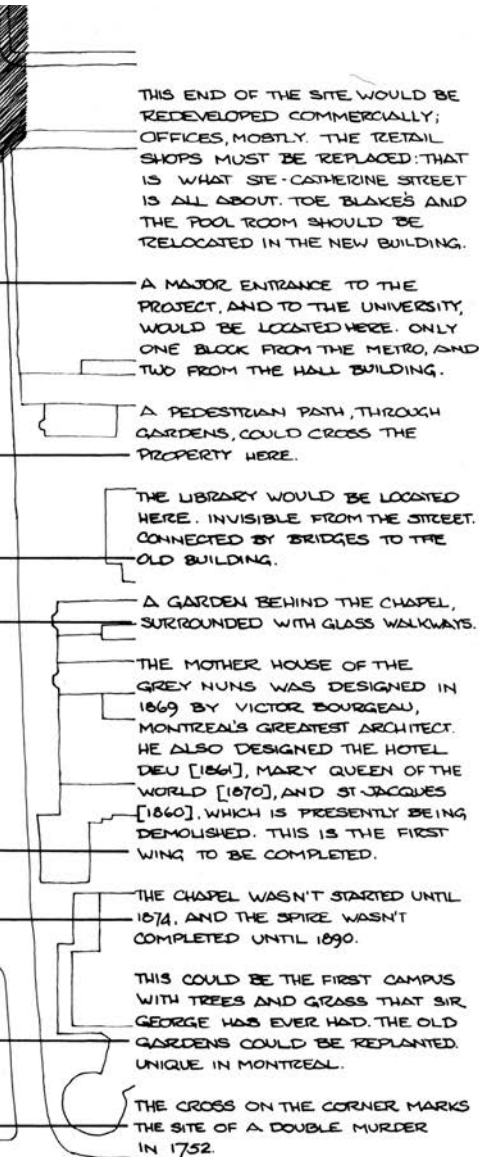 THIS END OF THE SITE WOULD BE
REDEVELOPED COMMERCIALLY;
OFFICES, MOSTLY. THE RETAIL
SHOPS MUST BE REPLACED: THAT
IS WHAT STE-CATHERINE STREET
IS ALL ABOUT. TOE BLAKE'S AND
THE POOL ROOM SHOULD BE
RELOCATED IN THE NEW BUILDING.
A MAJOR ENTRANCE TO THE
PROJECT, AND TO THE UNIVERSITY,
WOULD BE LOCATED HERE. ONLY
ONE BLOCK FROM THE METRO, AND
TWO FROM THE HALL BUILDING.
A PEDESTRIAN PATH, THROUGH
GARDENS, COULD CROSS THE
PROPERTY HERE.
THE LIBRARY WOULD BE LOCATED
HERE. INVISIBLE FROM THE STREET.
CONNECTED BY BRIDGES TO THE
OLD BUILDING.
A GARDEN BEHIND THE CHAPEL,
SURROUNDED WITH GLASS WALKWAYS.
THE MOTHER HOUSE OF THE
GREY NUNS WAS DESIGNED IN
1869 BY VICTOR BOURGEAU,
MONTREAL'S GREATEST ARCHITECT.
HE ALSO DESIGNED THE HOTEL
DEU [1861], MARY QUEEN OF THE
WORLD [1870], AND ST-JACQUES
[1860], WHICH IS PRESENTLY BEING
DEMOLISHED. THIS IS THE FIRST
WING TO BE COMPLETED.
THE CHAPEL WASN'T STARTED UNTIL
1874, AND THE SPIRE WASN'T
COMPLETED UNTIL 1890.
THIS COULD BE THE FIRST CAMPUS
WITH TREES AND GRASS THAT SIR
GEORGE HAS EVER HAD. THE OLD
GARDENS COULD BE REPLANTED.
UNIQUE IN MONTREAL.
THE CROSS ON THE CORNER MARKS
THE SITE OF A DOUBLE MURDER
IN 1752.